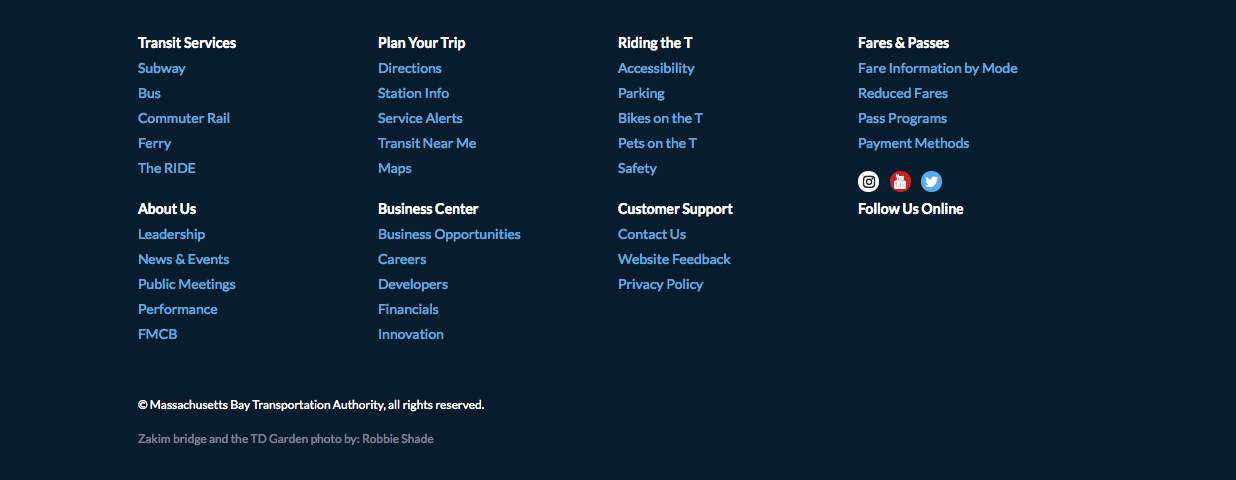 Transit Services
Subway
Bus
Commuter Rail
Ferry
The RIDE
Plan Your Trip
Directions
Station Info
Service Alerts
Transit Near Me
Maps
Riding the T
Accessibility
Parking
Bikes on the T
Pets on the T
Safety
Fares & Passes
Fare Information by Mode
Reduced Fares
Pass Programs
Payment Methods
About Us
Leadership
News & Events
Public Meetings
Performance
FMCB
Business Center
Business Opportunities
Careers
Developers
Financials
Innovation
Customer Support
Contact Us
Website Feedback
Privacy Policy
Follow Us Online
© Massachusetts Bay Transportation Authority, all rights reserved.
Zakim bridge and the TD Garden photo by: Robbie Shade